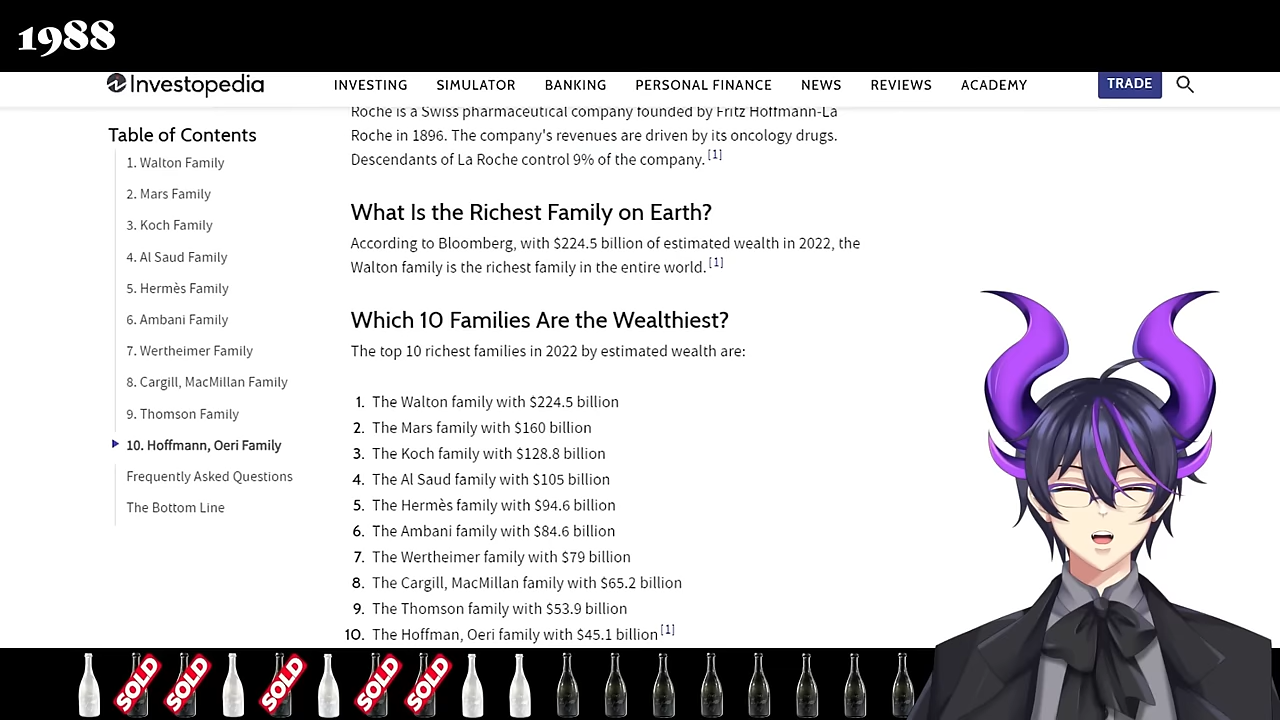 1988
Investopedia
INVESTING SIMULATOR BANKING PERSONAL FINANCE NEWS REVIEWS ACADEMY TRADE
Table of Contents
1. Walton Family
2. Mars Family
3. Koch Family
4. Al Saud Family
5. Hermès Family
6. Ambani Family
7. Wertheimer Family
8. Cargill, MacMillan Family
9. Thomson Family
10. Hoffmann, Oeri Family
Frequently Asked Questions
The Bottom Line
Roche is a Swiss pharmaceutical company founded by Fritz Hoffmann-La
Roche in 1896. The company's revenues are driven by its oncology drugs.
Descendants of La Roche control 9% of the company. [1]
What Is the Richest Family on Earth?
According to Bloomberg, with $224.5 billion of estimated wealth in 2022, the
Walton family is the richest family in the entire world. [1]
Which 10 Families Are the Wealthiest?
The top 10 richest families in 2022 by estimated wealth are:
1. The Walton family with $224.5 billion
2. The Mars family with $160 billion
3. The Koch family with $128.8 billion
4. The Al Saud family with $105 billion
5. The Hermès family with $94.6 billion
6. The Ambani family with $84.6 billion
7. The Wertheimer family with $79 billion
8. The Cargill, MacMillan family with $65.2 billion
9. The Thomson family with $53.9 billion
10. The Hoffman, Oeri family with $45.1 billion [1]
SOLD SOLD SOLD SOLD SOLD